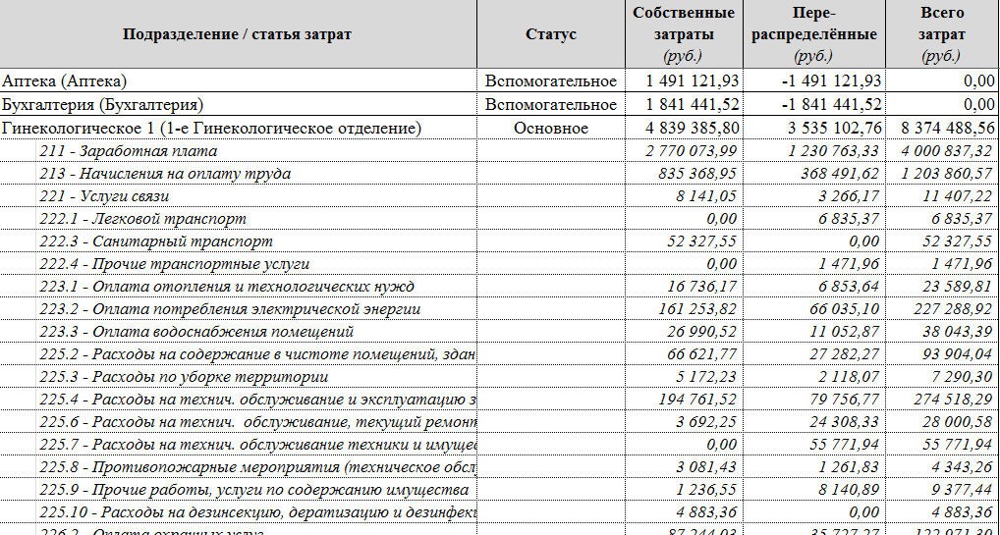 Подразделение / статья затрат Статус Собственные затраты (руб.) Пере-распределённые (руб.) Всего затрат (руб.)
Аптека (Аптека) Вспомогательное 1 491 121,93 -1 491 121,93 0,00
Бухгалтерия (Бухгалтерия) Вспомогательное 1 841 441,52 -1 841 441,52 0,00
Гинекологическое 1 (1-е Гинекологическое отделение) Основное 4 839 385,80 3 535 102,76 8 374 488,56
211 - Заработная плата 2 770 073,99 1 230 763,33 4 000 837,32
213 - Начисления на оплату труда 835 368,95 368 491,62 1 203 860,57
221 - Услуги связи 8 141,05 3 266,17 11 407,22
222.1 - Легковой транспорт 0,00 6 835,37 6 835,37
222.3 - Санитарный транспорт 52 327,55 0,00 52 327,55
222.4 - Прочие транспортные услуги 0,00 1 471,96 1 471,96
223.1 - Оплата отопления и технологических нужд 16 736,17 6 853,64 23 589,81
223.2 - Оплата потребления электрической энергии 161 253,82 66 035,10 227 288,92
223.3 - Оплата водоснабжения помещений 26 990,52 11 052,87 38 043,39
225.2 - Расходы на содержание в чистоте помещений, здан 66 621,77 27 282,27 93 904,04
225.3 - Расходы по уборке территории 5 172,23 2 118,07 7 290,30
225.4 - Расходы на технич. обслуживание и эксплуатацию з 194 761,52 79 756,77 274 518,29
225.6 - Расходы на технич. обслуживание, текущий ремонт 3 692,25 24 308,33 28 000,58
225.7 - Расходы на технич. обслуживание техники и имуще 0,00 55 771,94 55 771,94
225.8 - Противопожарные мероприятия (техническое обсл 3 081,43 1 261,83 4 343,26
225.9 - Прочие работы, услуги по содержанию имущества 1 236,55 8 140,89 9 377,44
225.10 - Расходы на дезинсекцию, дератизацию и дезинфек 4 883,36 0,00 4 883,36
226.2 - Оплата охранных услуг 87 244,03 35 727,27 122 971,30